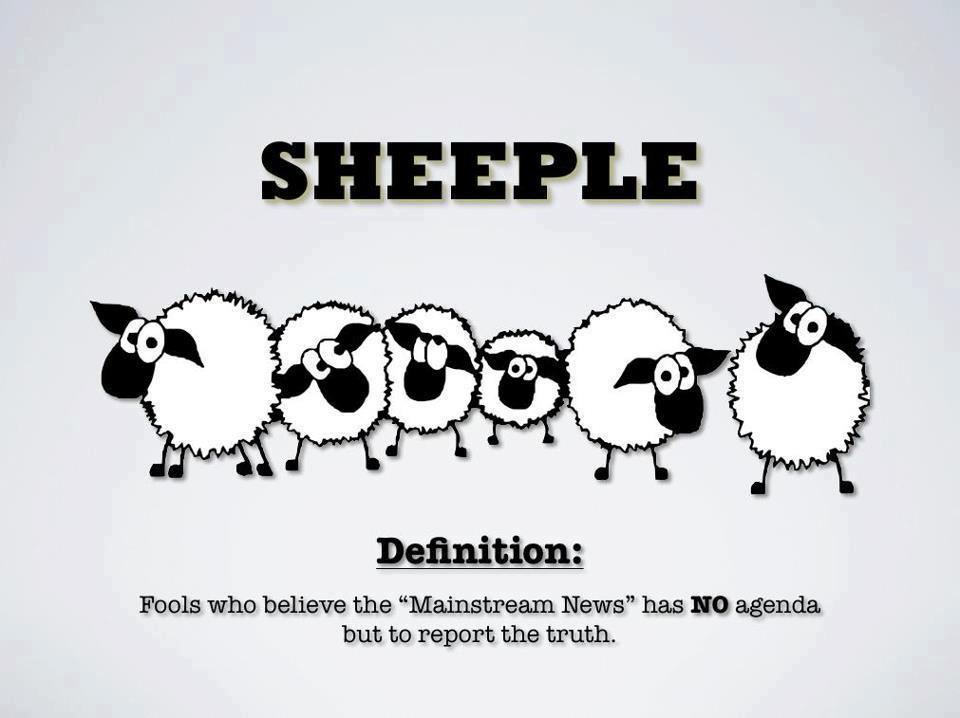 SHEEPLE
Definition:
Fools who believe the “Mainstream News” has NO agenda
but to report the truth.